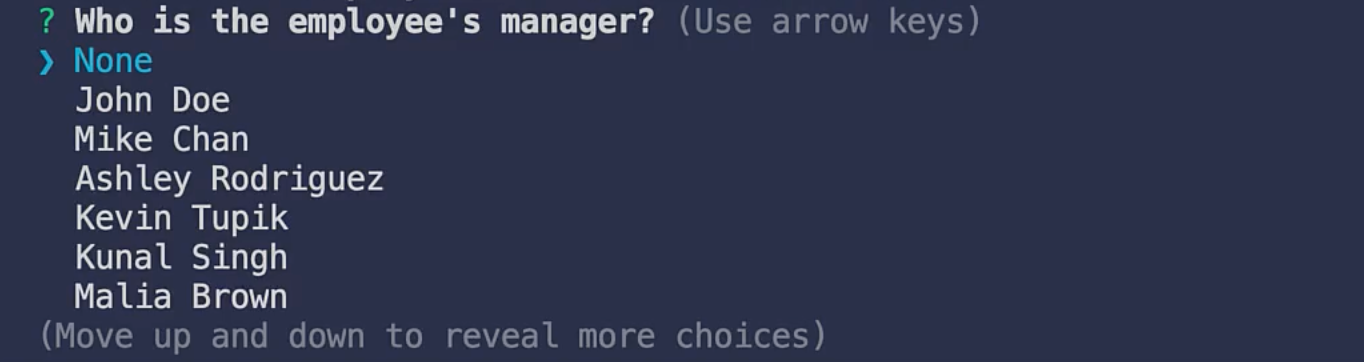 ? Who is the employee's manager? (Use arrow keys)
❯ None
John Doe
Mike Chan
Ashley Rodriguez
Kevin Tupik
Kunal Singh
Malia Brown
(Move up and down to reveal more choices)